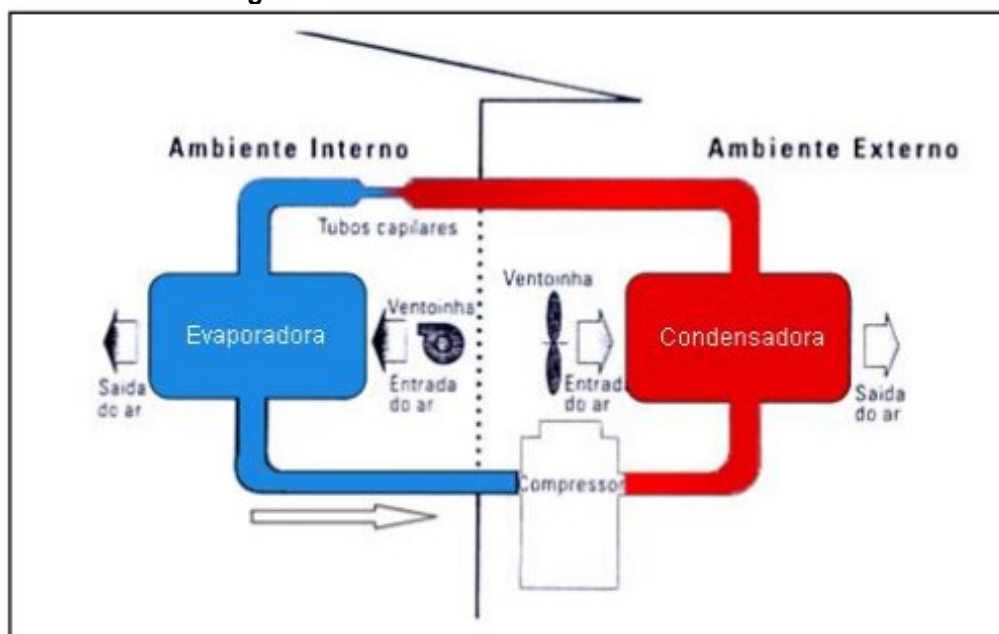 Ambiente Interno
Ambiente Externo
Tubos capilares
Evaporadora
Ventoinha
Ventoinha
Condensadora
Saída
do ar
Entrada
do ar
Entrada
do ar
Saída
do ar
Compressor